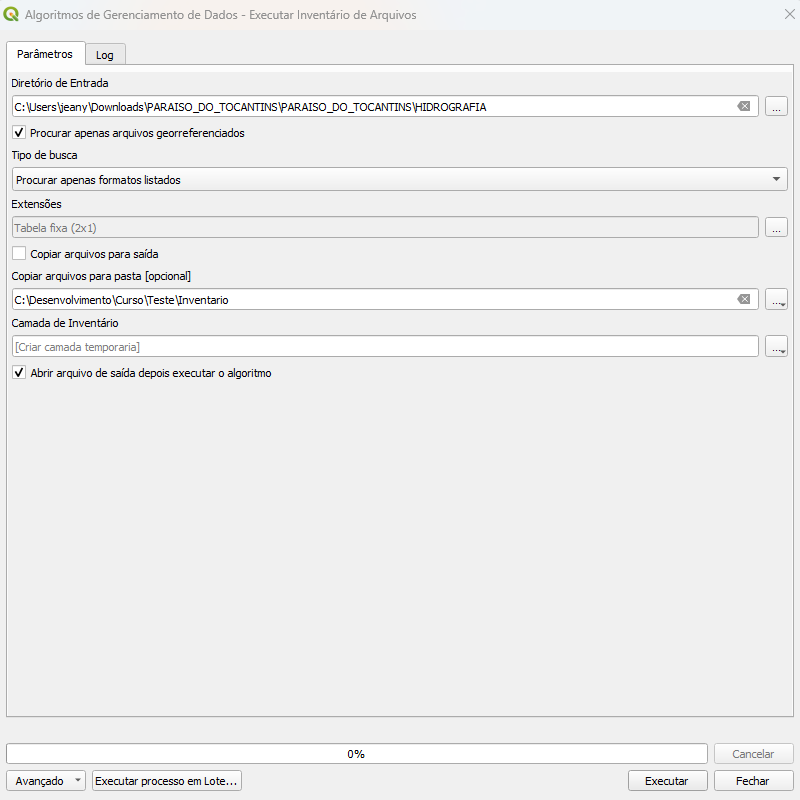 Algoritmos de Gerenciamento de Dados - Executar Inventário de Arquivos
Parâmetros
Log
Diretório de Entrada
C:\Users\jeany\Downloads\PARAISO_DO_TOCANTINS\PARAISO_DO_TOCANTINS\HIDROGRAFIA
...
Procurar apenas arquivos georreferenciados
Tipo de busca
Procurar apenas formatos listados
Extensões
Tabela fixa (2x1)
...
Copiar arquivos para saída
Copiar arquivos para pasta [opcional]
C:\Desenvolvimento\Curso\Teste\Inventario
...
Camada de Inventário
[Criar camada temporaria]
...
Abrir arquivo de saída depois executar o algoritmo
0%
Cancelar
Avançado
Executar processo em Lote...
Executar
Fechar